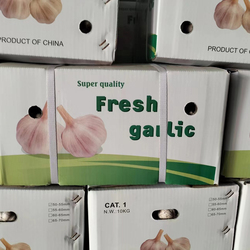 PRODUCT OF CHINA
PRODUCT OF CHINA
Super quality
Fresh
garlic
CAT. 1
N.W. 10KG